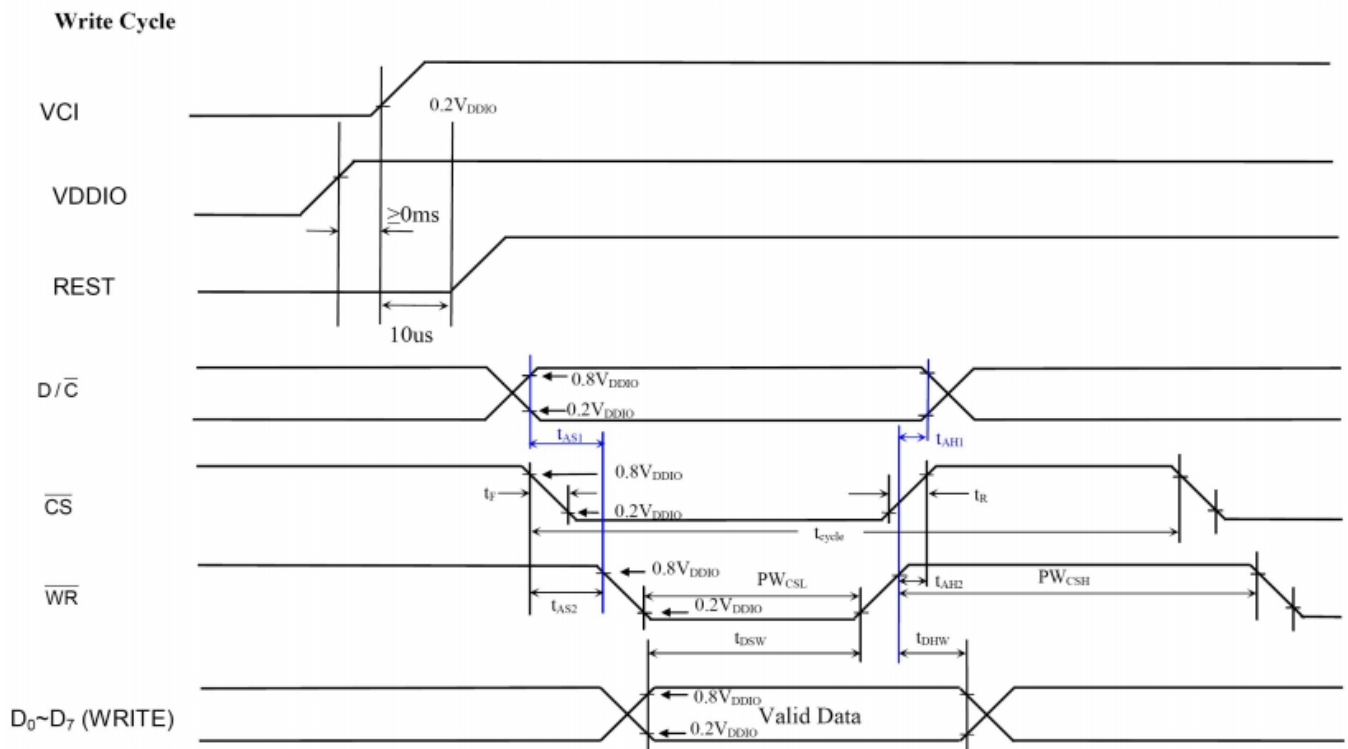 Write Cycle
VCI
0.2VDDIO
VDDIO
≥0ms
REST
10us
D / C̅
0.8VDDIO
0.2VDDIO
tAS1
tAH1
C̅S̅
tF
0.8VDDIO
0.2VDDIO
tR
tcycle
W̅R̅
0.8VDDIO
PWCSL
tAH2
PWCSH
tAS2
0.2VDDIO
tDSW
tDHW
D0~D7 (WRITE)
0.8VDDIO
Valid Data
0.2VDDIO